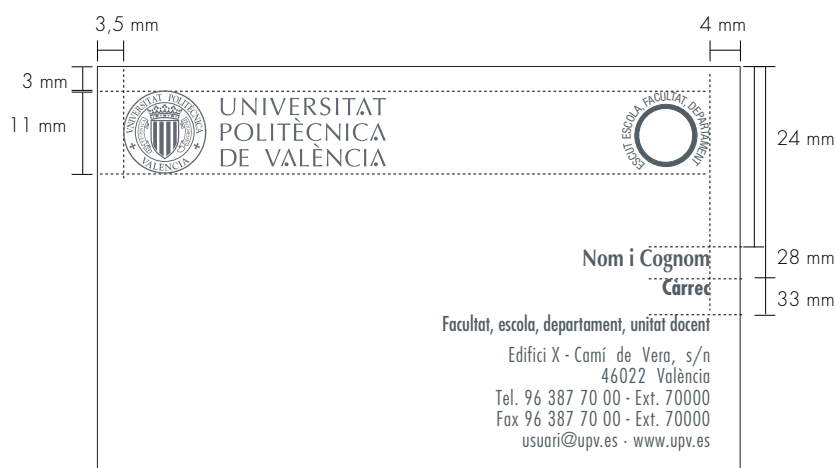 3,5 mm
4 mm
3 mm
11 mm
UNIVERSITAT POLITÈCNICA
VALÈNCIA
UNIVERSITAT
POLITÈCNICA
DE VALÈNCIA
ESCUT ESCOLA, FACULTAT, DEPARTAMENT
24 mm
Nom i Cognom
28 mm
Càrrec
33 mm
Facultat, escola, departament, unitat docent
Edifici X - Camí de Vera, s/n
46022 València
Tel. 96 387 70 00 - Ext. 70000
Fax 96 387 70 00 - Ext. 70000
usuari@upv.es · www.upv.es